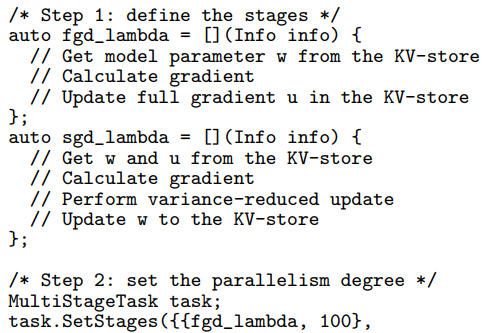 /* Step 1: define the stages */
auto fgd_lambda = [](Info info) {
// Get model parameter w from the KV-store
// Calculate gradient
// Update full gradient u in the KV-store
};
auto sgd_lambda = [](Info info) {
// Get w and u from the KV-store
// Calculate gradient
// Perform variance-reduced update
// Update w to the KV-store
};
/* Step 2: set the parallelism degree */
MultiStageTask task;
task.SetStages({{fgd_lambda, 100},